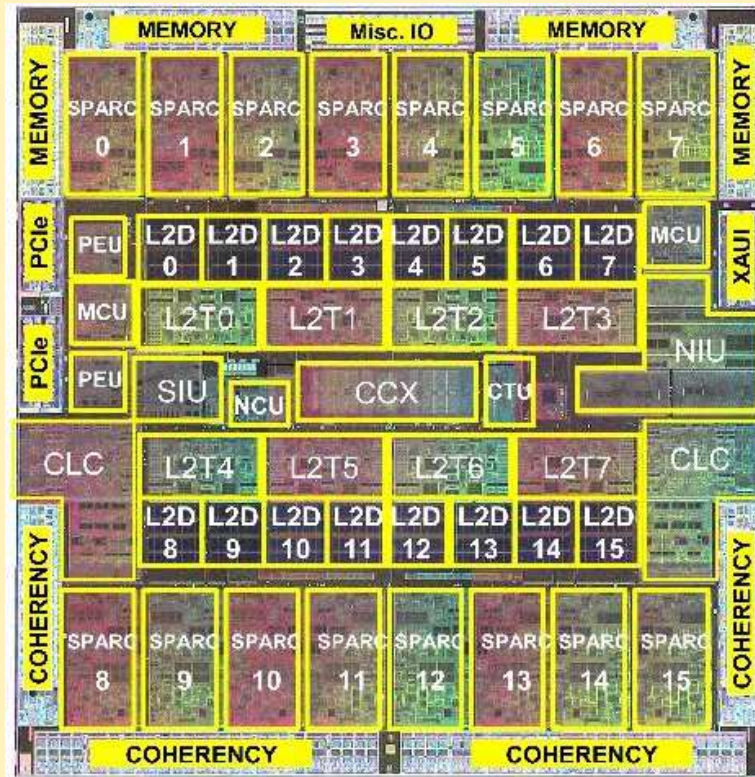 MEMORY
Misc. IO
MEMORY
MEMORY
MEMORY
SPARC
0
SPARC
1
SPARC
2
SPARC
3
SPARC
4
SPARC
5
SPARC
6
SPARC
7
PCIe
PEU
L2D
0
L2D
1
L2D
2
L2D
3
L2D
4
L2D
5
L2D
6
L2D
7
MCU
XAUI
MCU
L2T0
L2T1
L2T2
L2T3
NIU
PCIe
PEU
SIU
NCU
CCX
CTU
CLC
L2T4
L2T5
L2T6
L2T7
CLC
L2D
8
L2D
9
L2D
10
L2D
11
L2D
12
L2D
13
L2D
14
L2D
15
COHERENCY
COHERENCY
SPARC
8
SPARC
9
SPARC
10
SPARC
11
SPARC
12
SPARC
13
SPARC
14
SPARC
15
COHERENCY
COHERENCY